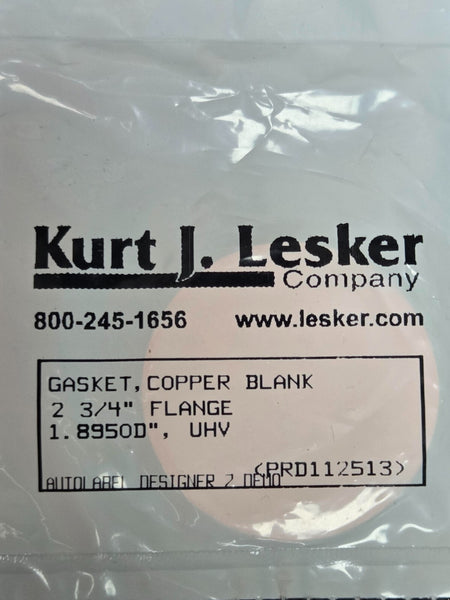 Kurt J. Lesker
Company
800-245-1656 www.lesker.com
GASKET, COPPER BLANK
2 3/4" FLANGE
1.895OD", UHV
(PRD112513)
AUTOLABEL DESIGNER 7 DEMO